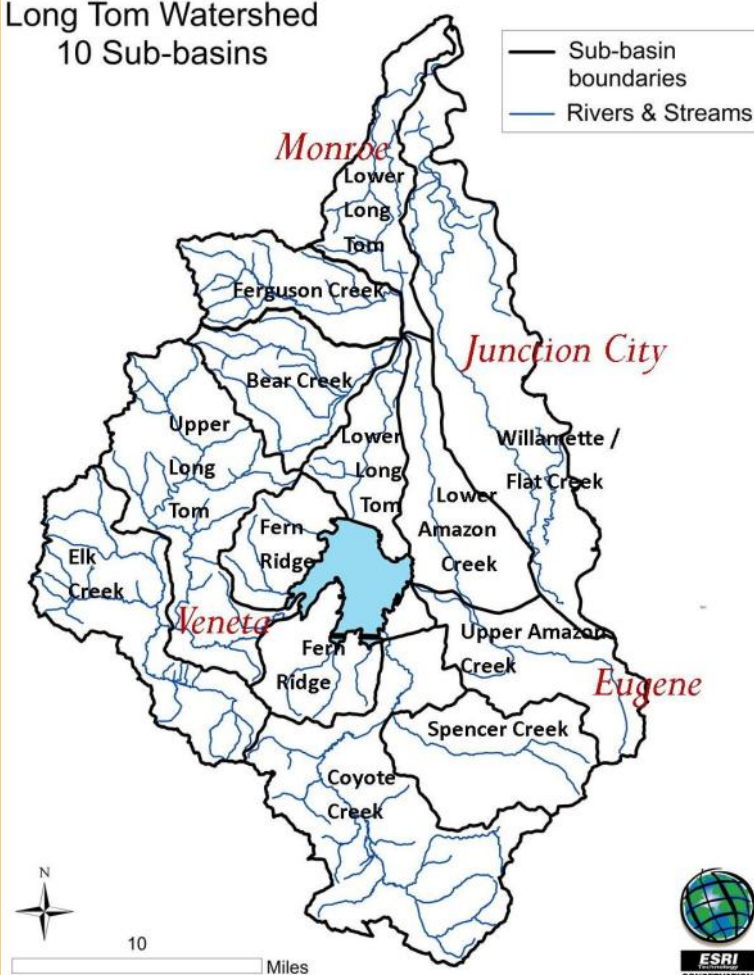 Long Tom Watershed
10 Sub-basins
Sub-basin
boundaries
Rivers & Streams
Monroe
Lower
Long
Tom
Ferguson Creek
Junction City
Bear Creek
Upper
Long
Tom
Lower
Long
Tom
Willamette /
Flat Creek
Lower
Amazon
Creek
Fern
Ridge
Elk
Creek
Veneta
Fern
Ridge
Upper Amazon
Creek
Eugene
Spencer Creek
Coyote
Creek
N
10
Miles
ESRI
Technology